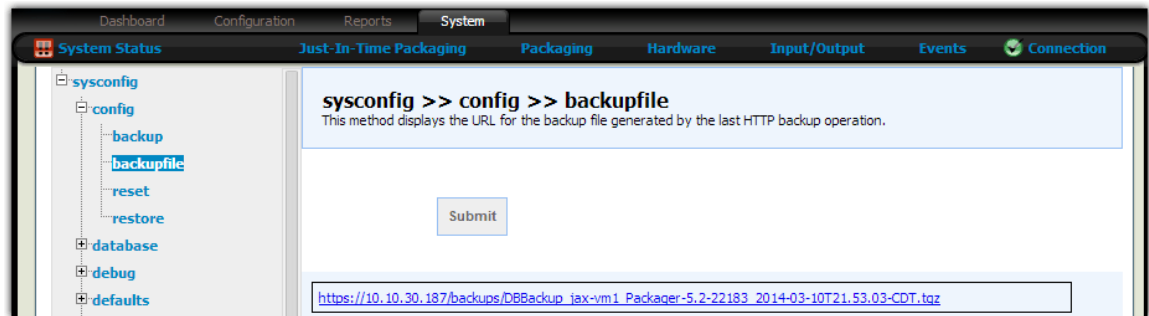 Dashboard Configuration Reports System
System Status Just-In-Time Packaging Packaging Hardware Input/Output Events Connection
sysconfig
config
backup
backupfile
reset
restore
database
debug
defaults
sysconfig >> config >> backupfile
This method displays the URL for the backup file generated by the last HTTP backup operation.
Submit
https://10.10.30.187/backups/DBBackup_jax-vm1_Packager-5.2-22183_2014-03-10T21.53.03-CDT.tgz